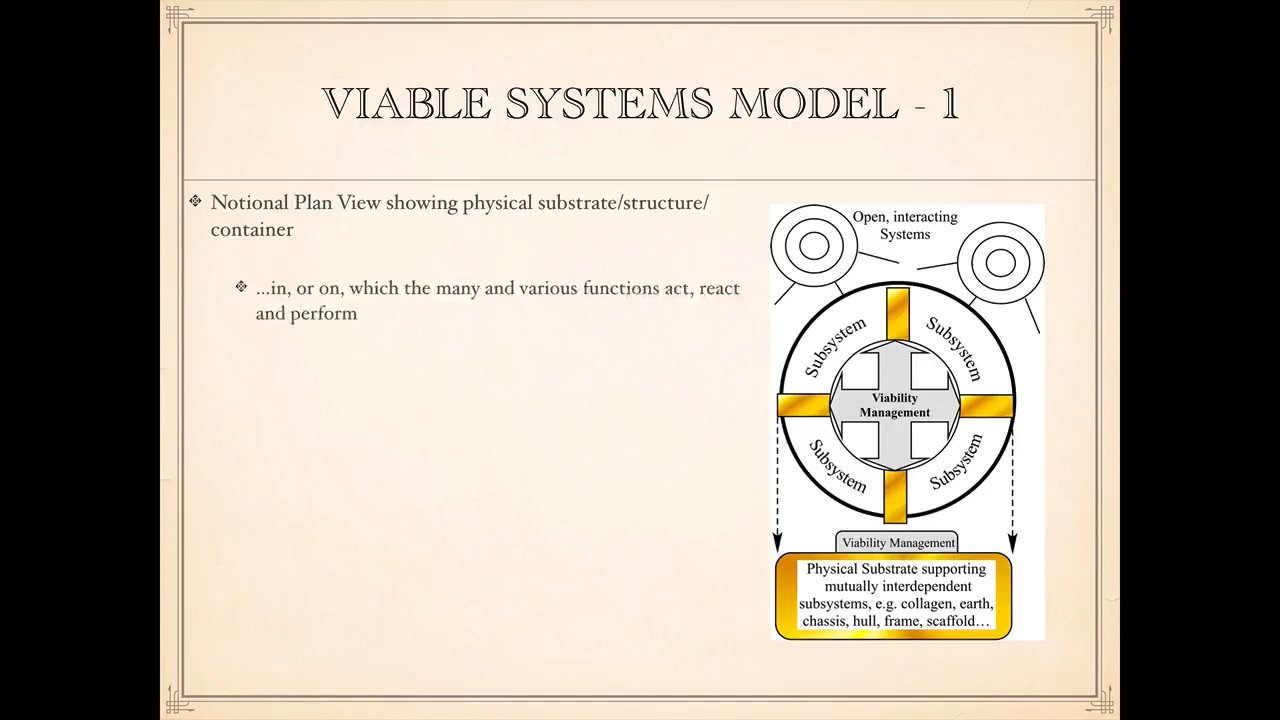 VIABLE SYSTEMS MODEL - 1
Notional Plan View showing physical substrate/structure/
container
...in, or on, which the many and various functions act, react
and perform
Open, interacting
Systems
Subsystem
Subsystem
Viability
Management
Subsystem
Subsystem
Viability Management
Physical Substrate supporting
mutually interdependent
subsystems, e.g. collagen, earth,
chassis, hull, frame, scaffold…